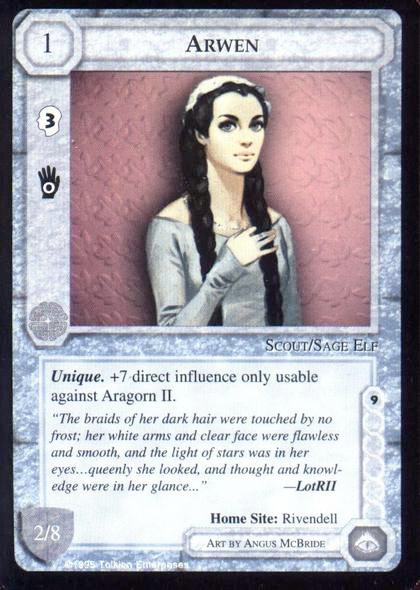 1
ARWEN
3
0
SCOUT/SAGE ELF
Unique. +7 direct influence only usable
against Aragorn II.
9
“The braids of her dark hair were touched by no
frost; her white arms and clear face were flawless
and smooth, and the light of stars was in her
eyes...queenly she looked, and thought and knowl-
edge were in her glance...” —LotRII
Home Site: Rivendell
2/8
ART BY ANGUS MCBRIDE
©1995 Tolkien Enterprises